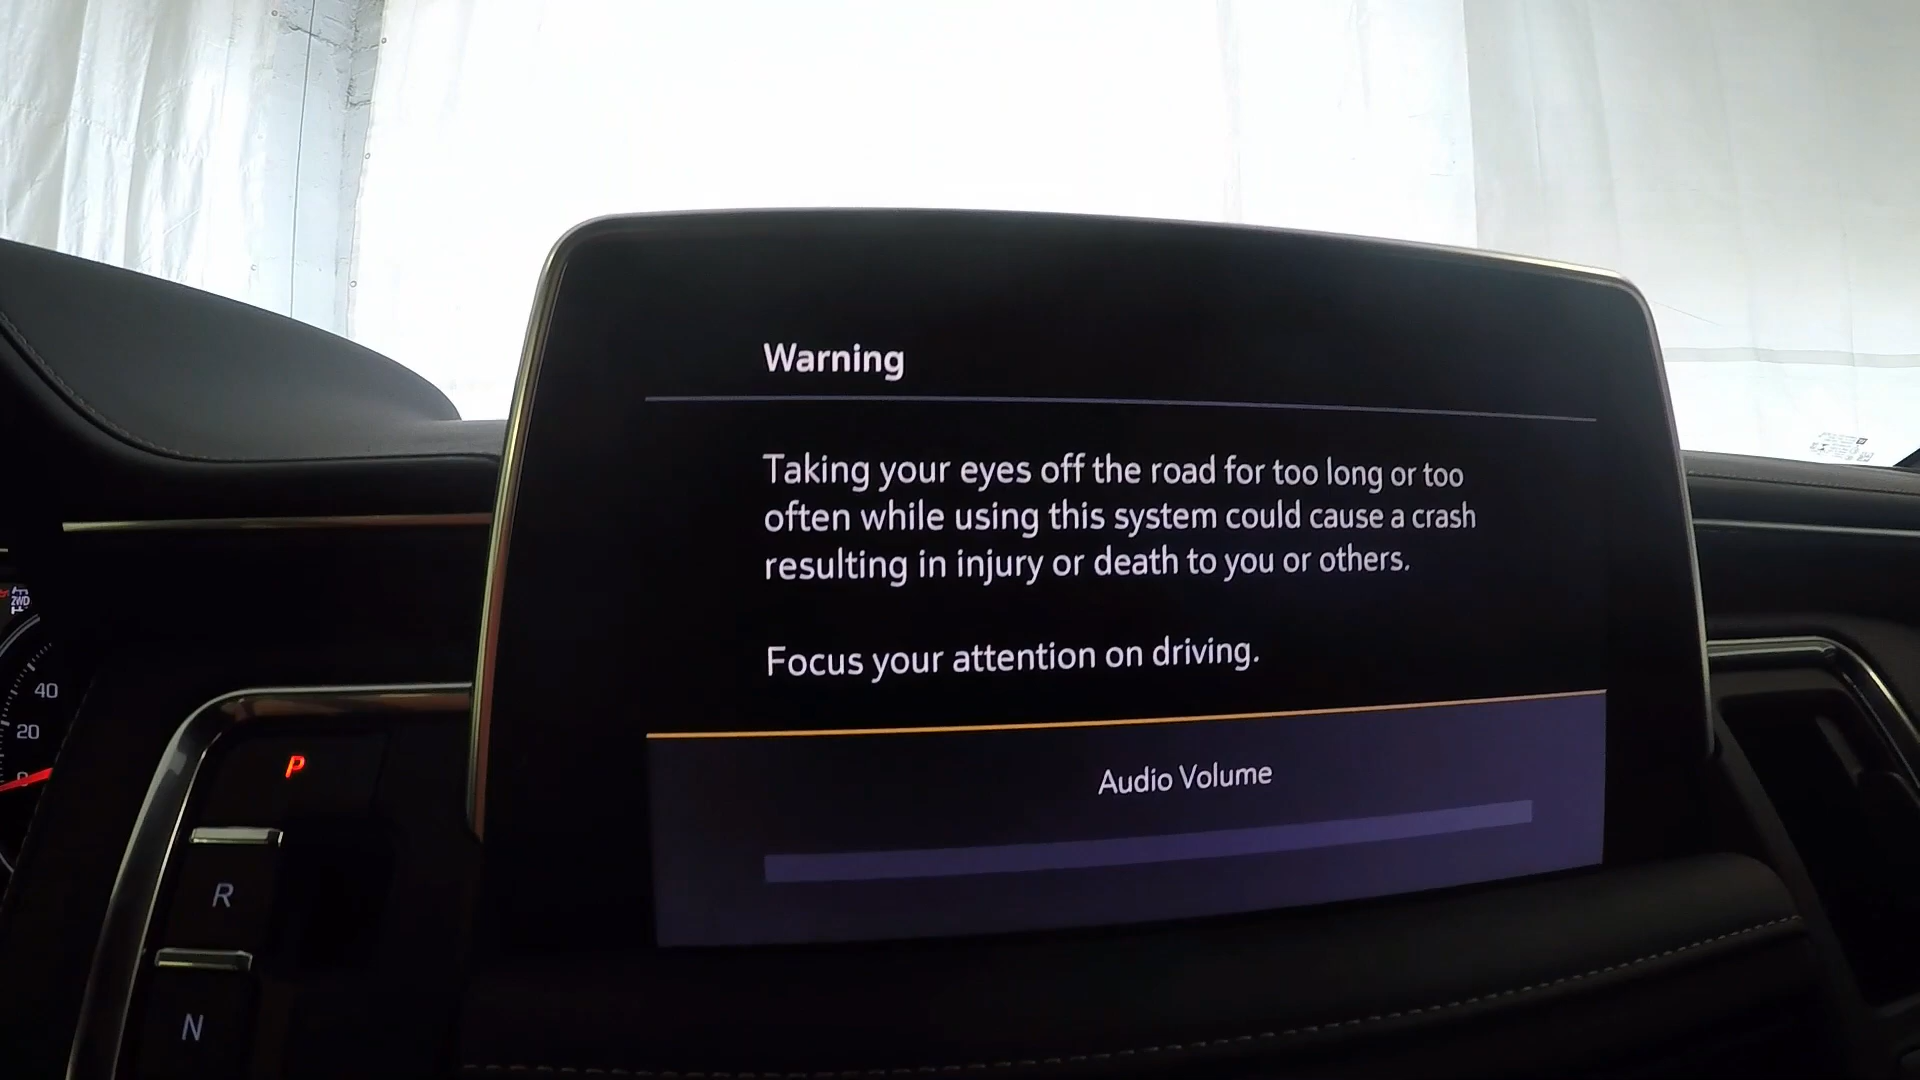 Warning
Taking your eyes off the road for too long or too
often while using this system could cause a crash
resulting in injury or death to you or others.
Focus your attention on driving.
Audio Volume
2WD
40
20
0
P
R
N